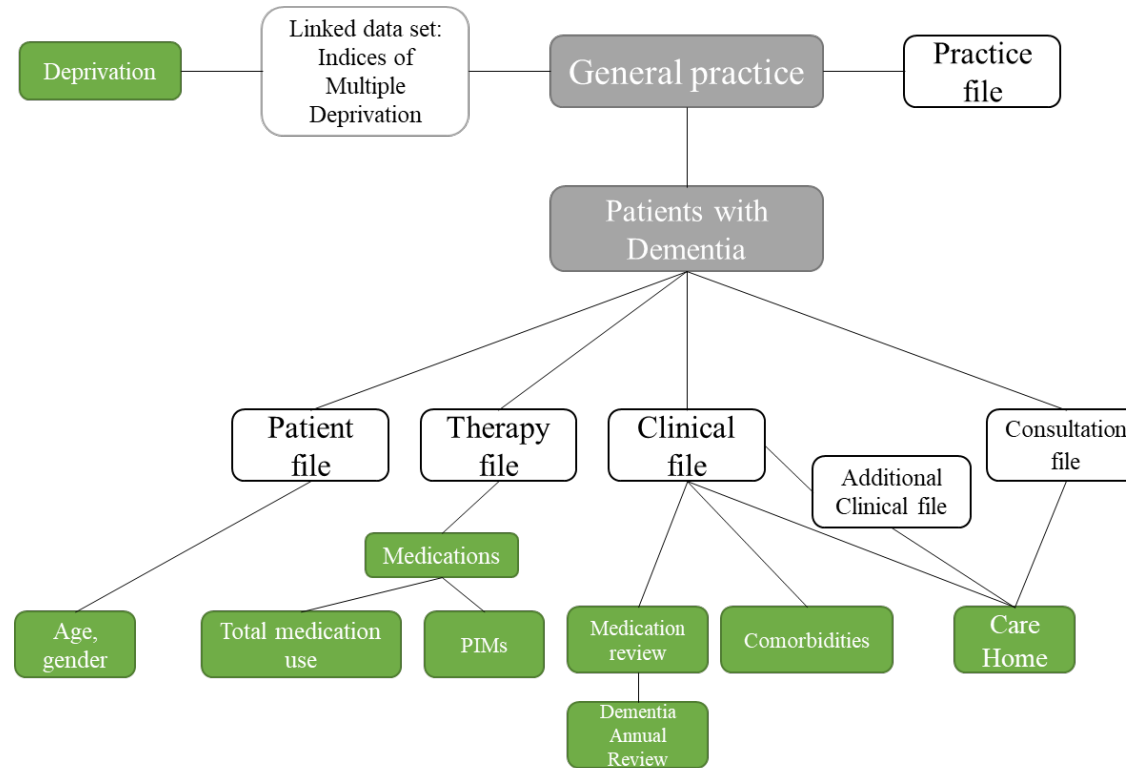 Deprivation
Linked data set:
Indices of
Multiple
Deprivation
General practice
Practice
file
Patients with
Dementia
Patient
file
Therapy
file
Clinical
file
Consultation
file
Additional
Clinical file
Medications
Age,
gender
Total medication
use
PIMs
Medication
review
Comorbidities
Care
Home
Dementia
Annual
Review